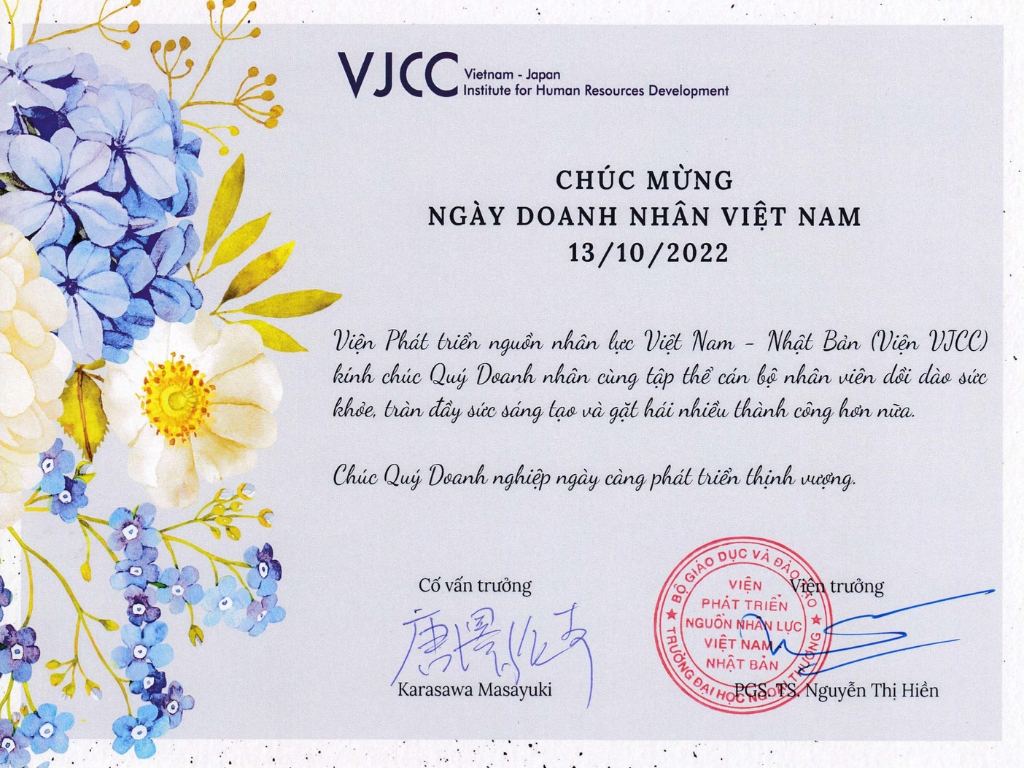 VJCC
Vietnam - Japan
Institute for Human Resources Development
CHÚC MỪNG
NGÀY DOANH NHÂN VIỆT NAM
13/10/2022
Viện Phát triển nguồn nhân lực Việt Nam - Nhật Bản (Viện VJCC)
kính chúc Quý Doanh nhân cùng tập thể cán bộ nhân viên dồi dào sức
khỏe, tràn đầy sức sáng tạo và gặt hái nhiều thành công hơn nữa.
Chúc Quý Doanh nghiệp ngày càng phát triển thịnh vượng.
Cố vấn trưởng
Viện trưởng
BỘ GIÁO DỤC VÀ ĐÀO TẠO
VIỆN
PHÁT TRIỂN
NGUỒN NHÂN LỰC
VIỆT NAM
NHẬT BẢN
TRƯỜNG ĐẠI HỌC NGOẠI THƯƠNG
Karasawa Masayuki
PGS. TS. Nguyễn Thị Hiền